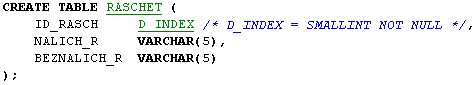 CREATE TABLE RASCHET (
ID_RASCH D_INDEX /* D_INDEX = SMALLINT NOT NULL */,
NALICH_R VARCHAR(5),
BEZNALICH_R VARCHAR(5)
);